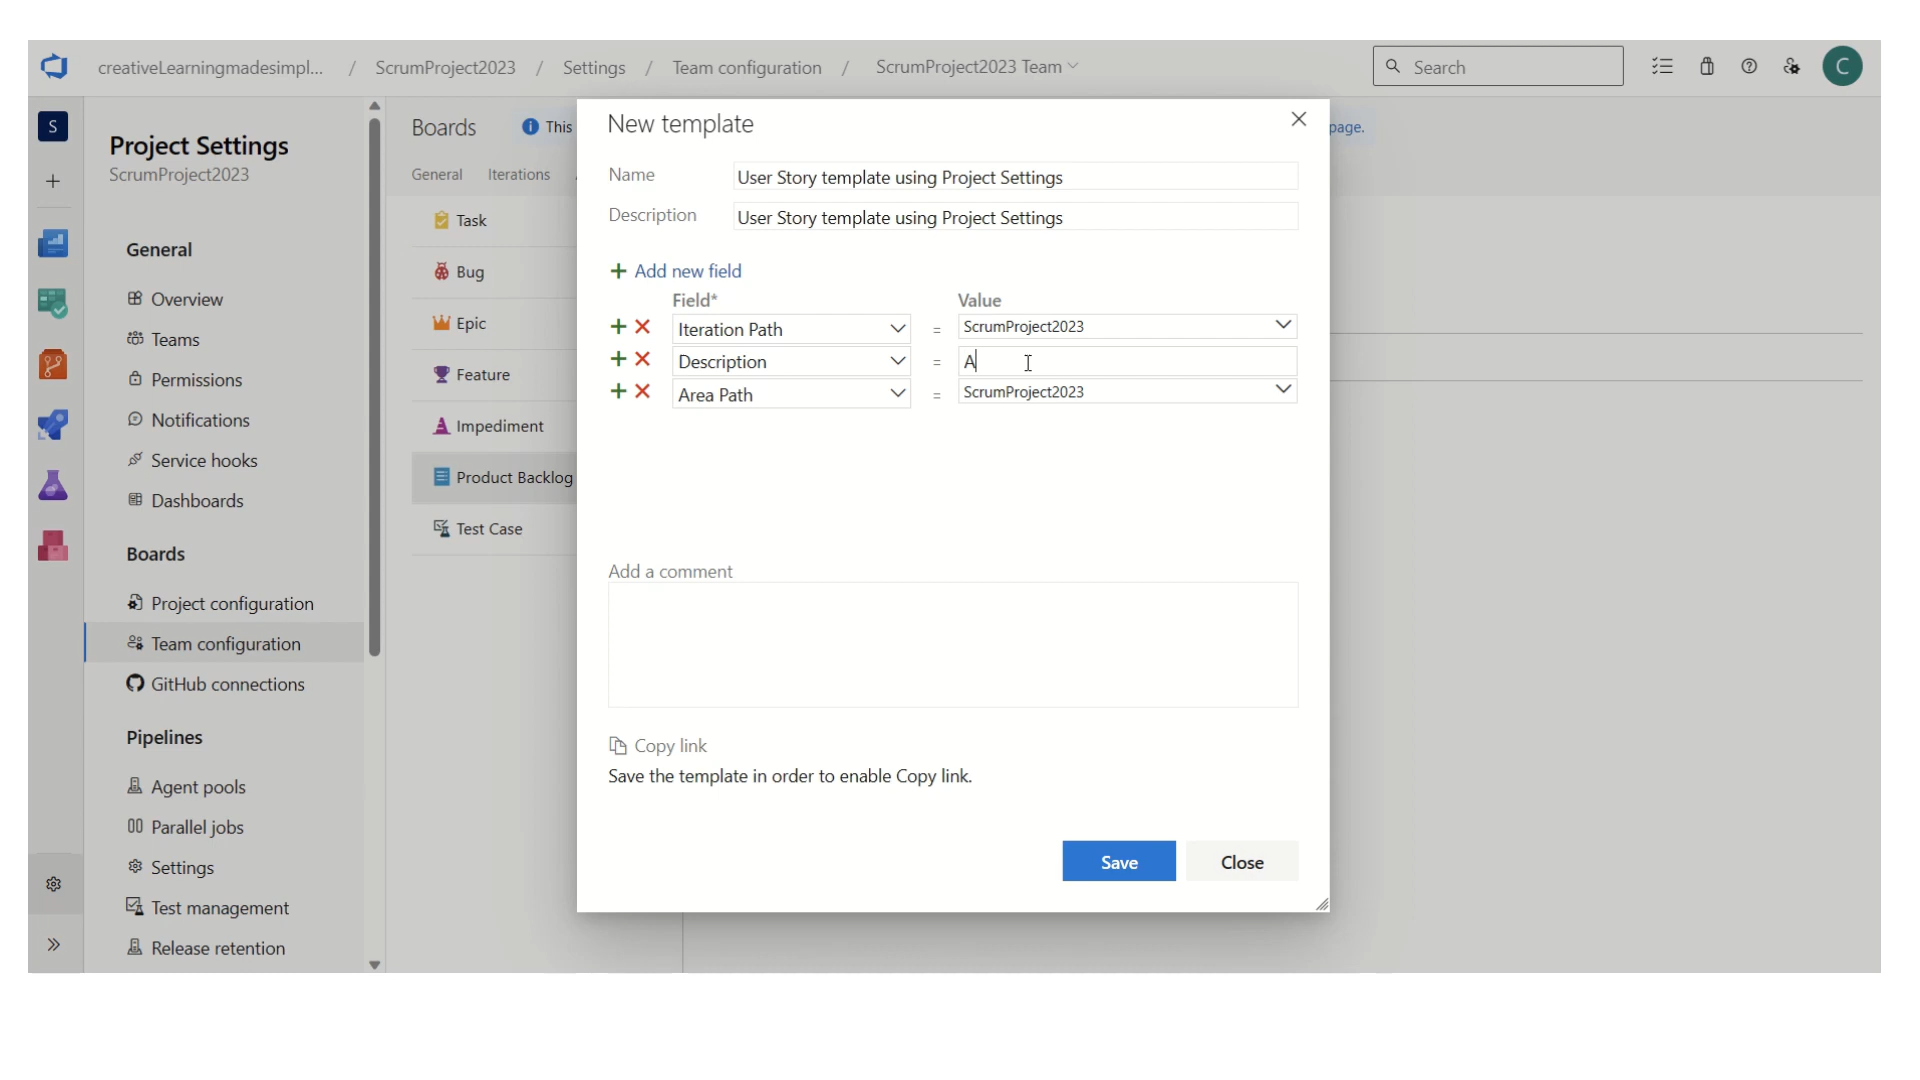 creativeLearningmadesimpl... / ScrumProject2023 / Settings / Team configuration / ScrumProject2023 Team
Search
C
S
Project Settings
ScrumProject2023
General
Overview
Teams
Permissions
Notifications
Service hooks
Dashboards
Boards
Project configuration
Team configuration
GitHub connections
Pipelines
Agent pools
Parallel jobs
Settings
Test management
Release retention
Boards
This
page.
General Iterations
Task
Bug
Epic
Feature
Impediment
Product Backlog
Test Case
New template
Name User Story template using Project Settings
Description User Story template using Project Settings
+ Add new field
Field* Value
Iteration Path = ScrumProject2023
Description = A
Area Path = ScrumProject2023
Add a comment
Copy link
Save the template in order to enable Copy link.
Save Close